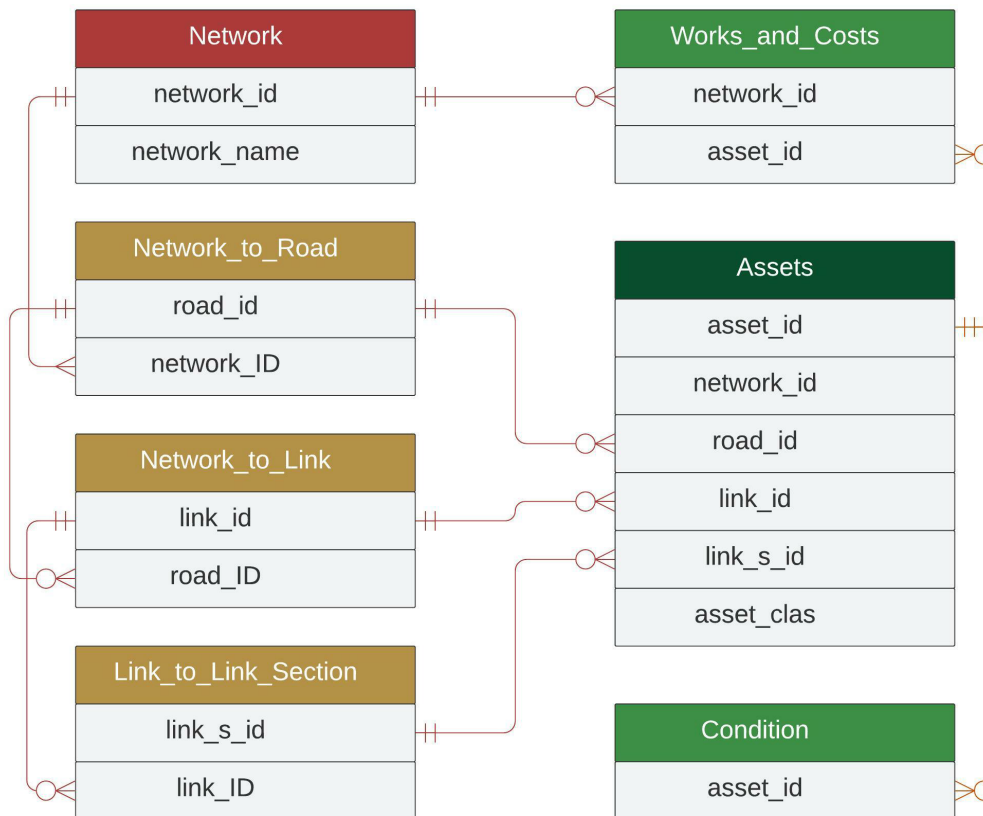 Network
network_id
network_name
Network_to_Road
road_id
network_ID
Network_to_Link
link_id
road_ID
Link_to_Link_Section
link_s_id
link_ID
Works_and_Costs
network_id
asset_id
Assets
asset_id
network_id
road_id
link_id
link_s_id
asset_clas
Condition
asset_id